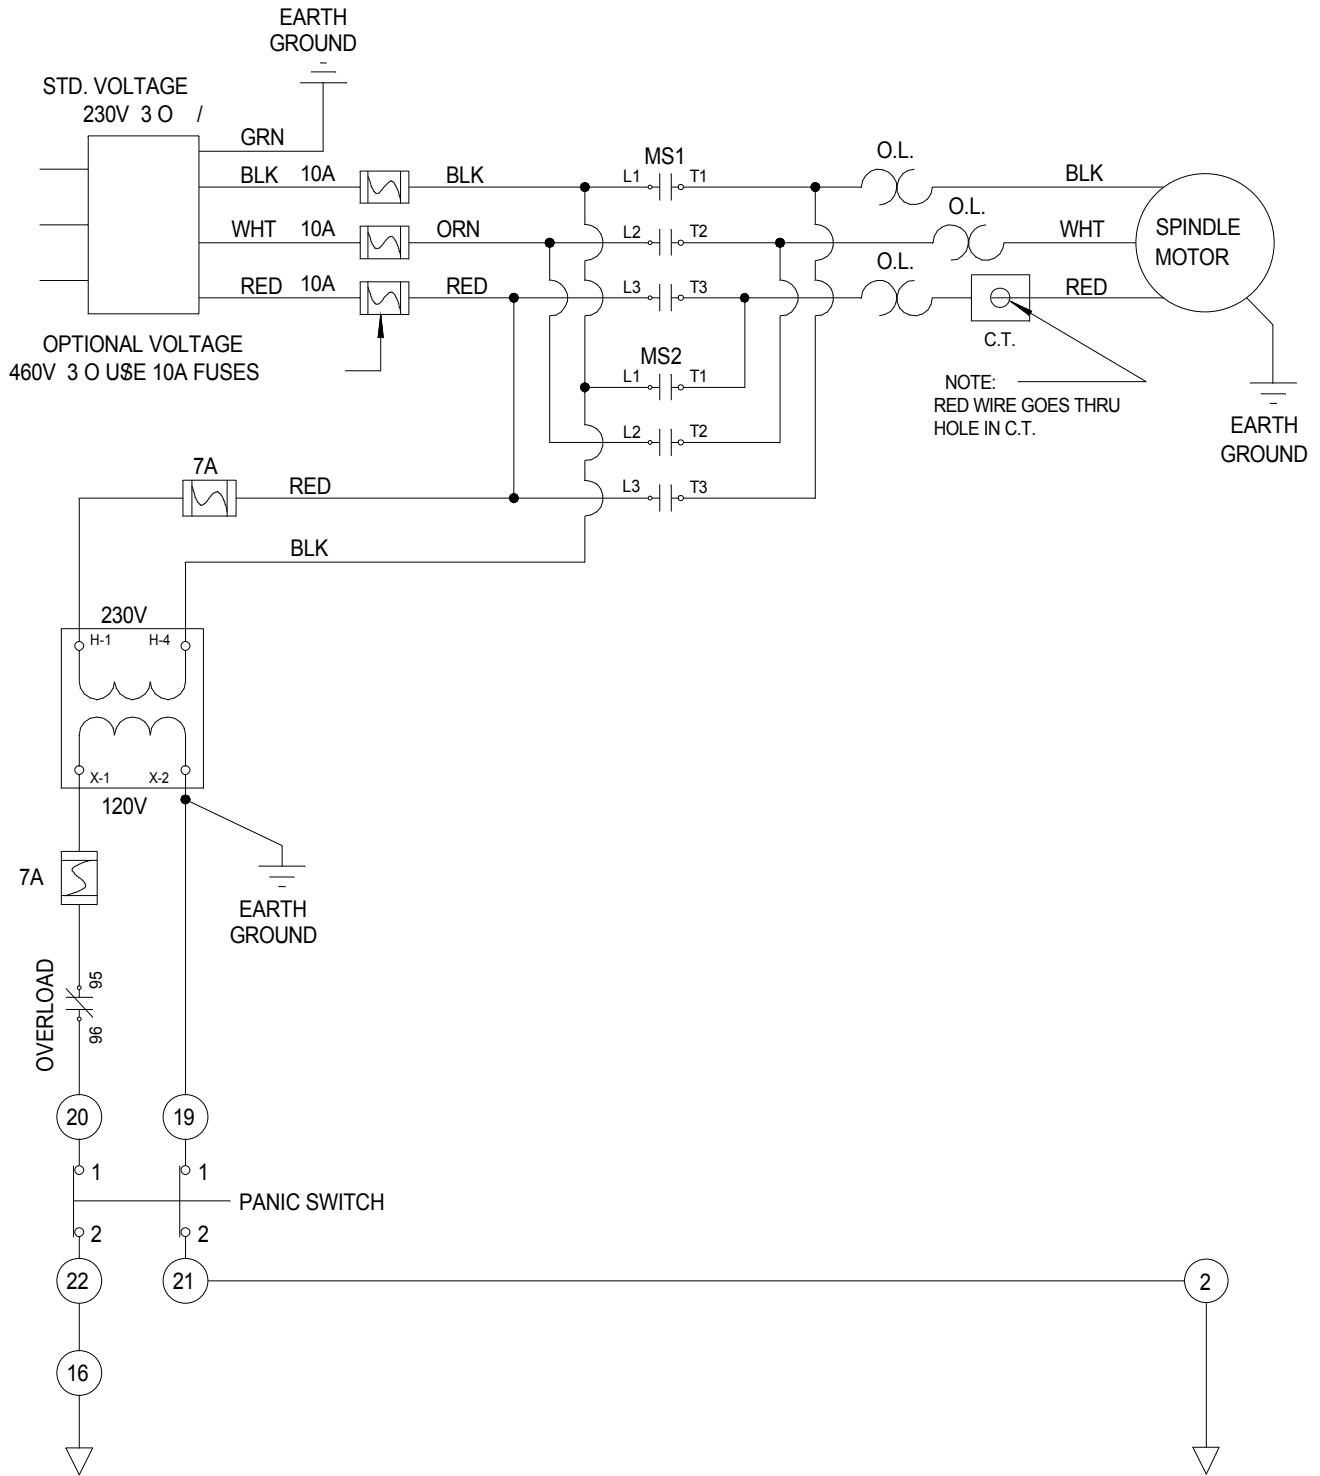 EARTH
GROUND
STD. VOLTAGE
230V 3 O /
GRN
BLK 10A BLK
WHT 10A ORN
RED 10A RED
OPTIONAL VOLTAGE
460V 3 O USE 10A FUSES
MS1
L1 T1
L2 T2
L3 T3
MS2
L1 T1
L2 T2
L3 T3
O.L.
O.L.
O.L.
BLK
WHT
RED
SPINDLE
MOTOR
C.T.
NOTE:
RED WIRE GOES THRU
HOLE IN C.T.
EARTH
GROUND
7A
RED
BLK
230V
H-1 H-4
X-1 X-2
120V
7A
EARTH
GROUND
OVERLOAD
95
96
20 19
1 1
PANIC SWITCH
2 2
22 21 2
16